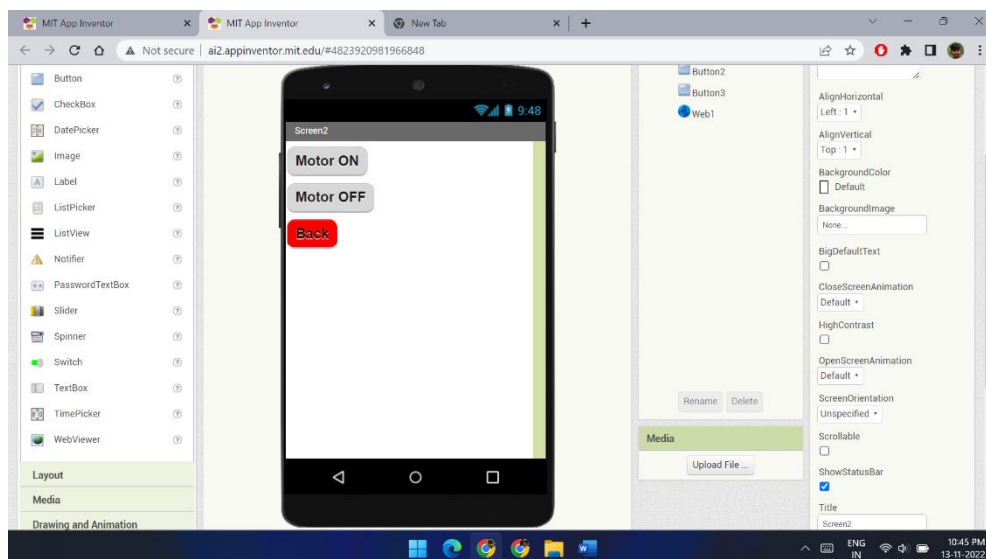 MIT App Inventor
MIT App Inventor
New Tab
Not secure
ai2.appinventor.mit.edu/#4823920981966848
Button
CheckBox
DatePicker
Image
Label
ListPicker
ListView
Notifier
PasswordTextBox
Slider
Spinner
Switch
TextBox
TimePicker
WebViewer
Layout
Media
Drawing and Animation
9:48
Screen2
Motor ON
Motor OFF
Back
Button2
Button3
Web1
Rename Delete
Media
Upload File ...
AlignHorizontal
Left : 1
AlignVertical
Top : 1
BackgroundColor
Default
BackgroundImage
None...
BigDefaultText
CloseScreenAnimation
Default
HighContrast
OpenScreenAnimation
Default
ScreenOrientation
Unspecified
Scrollable
ShowStatusBar
Title
Screen2
ENG
IN
10:45 PM
13-11-2022